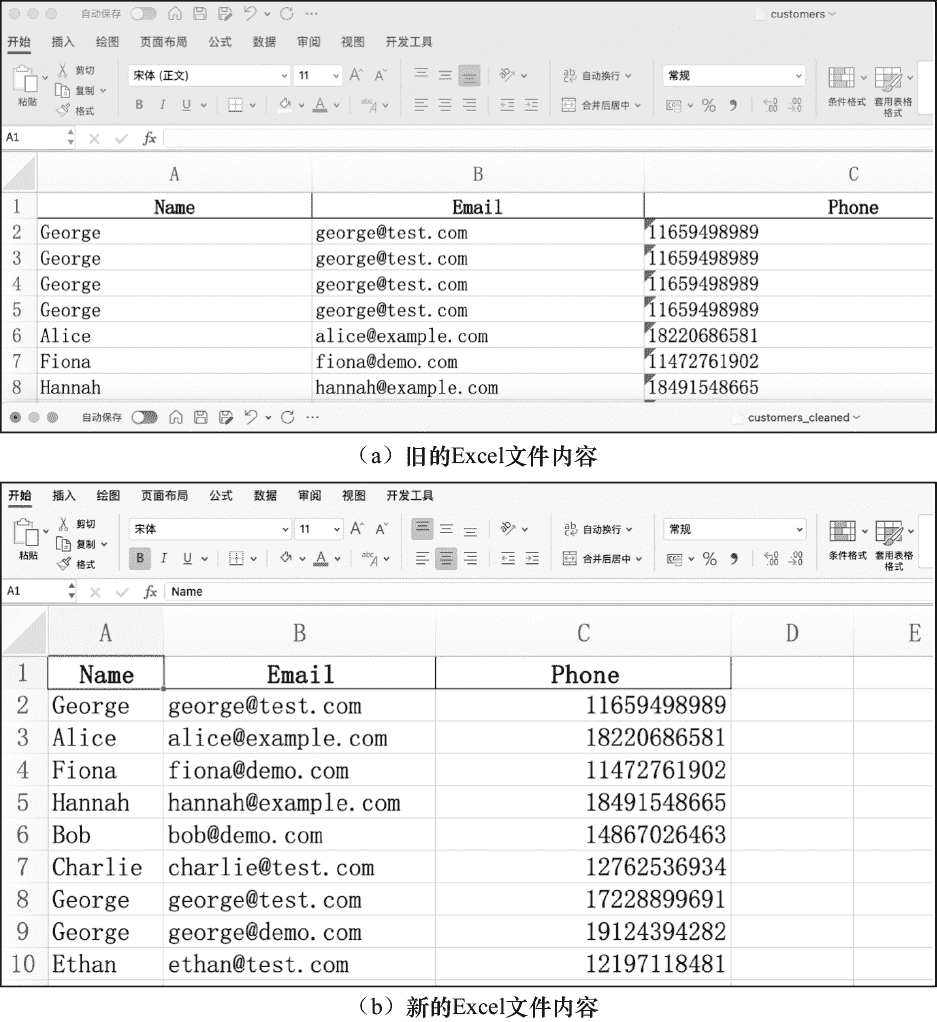 自动保存 ··· customers
开始 插入 绘图 页面布局 公式 数据 审阅 视图 开发工具
粘贴 剪切 复制 格式 宋体 (正文) 11 A A 自动换行 常规
B I U A abc A 合并后居中 % 条件格式 套用表格格式
A1 fx
A B C
1 Name Email Phone
2 George george@test.com 11659498989
3 George george@test.com 11659498989
4 George george@test.com 11659498989
5 George george@test.com 11659498989
6 Alice alice@example.com 18220686581
7 Fiona fiona@demo.com 11472761902
8 Hannah hannah@example.com 18491548665
自动保存 ··· customers_cleaned
（a）旧的Excel文件内容
开始 插入 绘图 页面布局 公式 数据 审阅 视图 开发工具
粘贴 剪切 复制 格式 宋体 11 A A 自动换行 常规
B I U A abc A 合并后居中 % 条件格式 套用表格格式
A1 fx Name
A B C D E
1 Name Email Phone
2 George george@test.com 11659498989
3 Alice alice@example.com 18220686581
4 Fiona fiona@demo.com 11472761902
5 Hannah hannah@example.com 18491548665
6 Bob bob@demo.com 14867026463
7 Charlie charlie@test.com 12762536934
8 George george@test.com 17228899691
9 George george@demo.com 19124394282
10 Ethan ethan@test.com 12197118481
（b）新的Excel文件内容